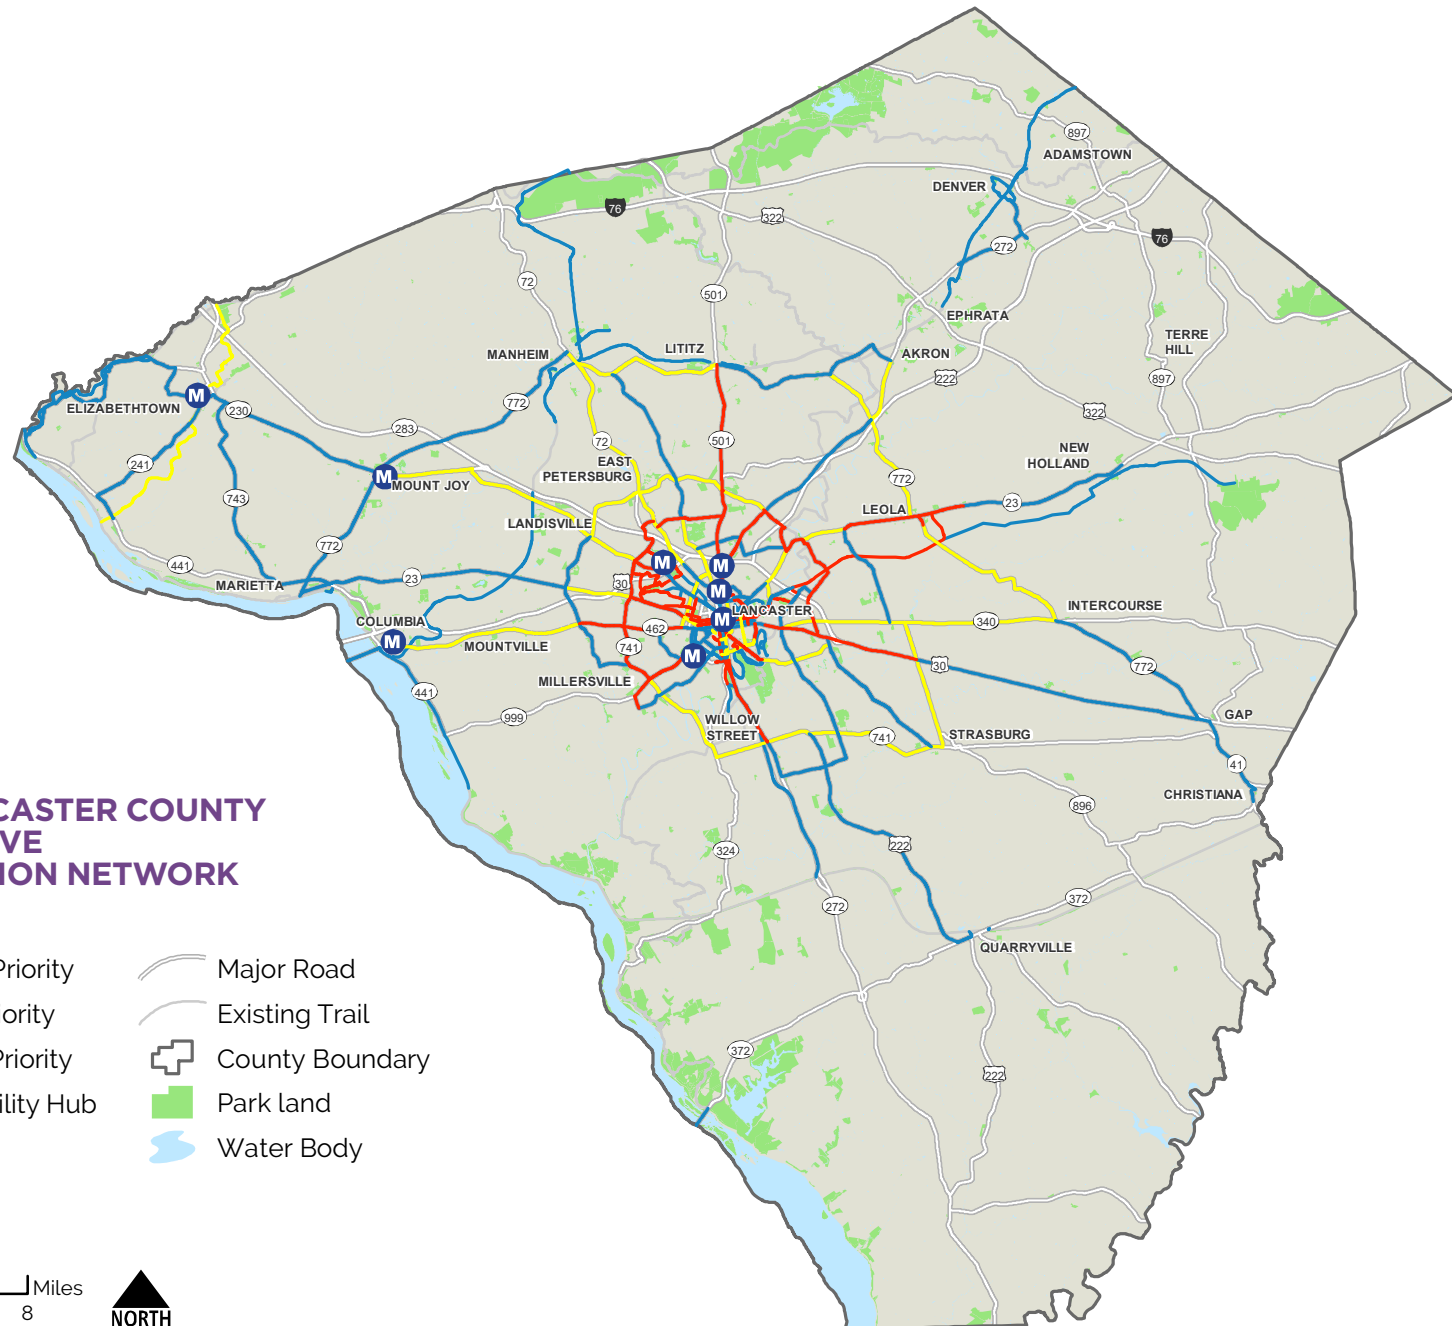 897
ADAMSTOWN
DENVER
76
322
272
76
72
501
EPHRATA
TERRE
HILL
MANHEIM
LITITZ
AKRON
222
897
M
ELIZABETHTOWN
230
772
322
283
72
501
NEW
HOLLAND
241
EAST
PETERSBURG
772
M
MOUNT JOY
743
LEOLA
23
LANDISVILLE
772
441
M
M
MARIETTA
23
30
M
LANCASTER
INTERCOURSE
COLUMBIA
M
340
M
462
MOUNTVILLE
741
M
30
772
MILLERSVILLE
441
999
WILLOW
STREET
GAP
741
STRASBURG
41
CHRISTIANA
896
CASTER COUNTY
VE
ION NETWORK
324
222
372
272
QUARRYVILLE
Priority
Major Road
ority
Existing Trail
Priority
County Boundary
372
222
ility Hub
Park land
Water Body
Miles
8
NORTH